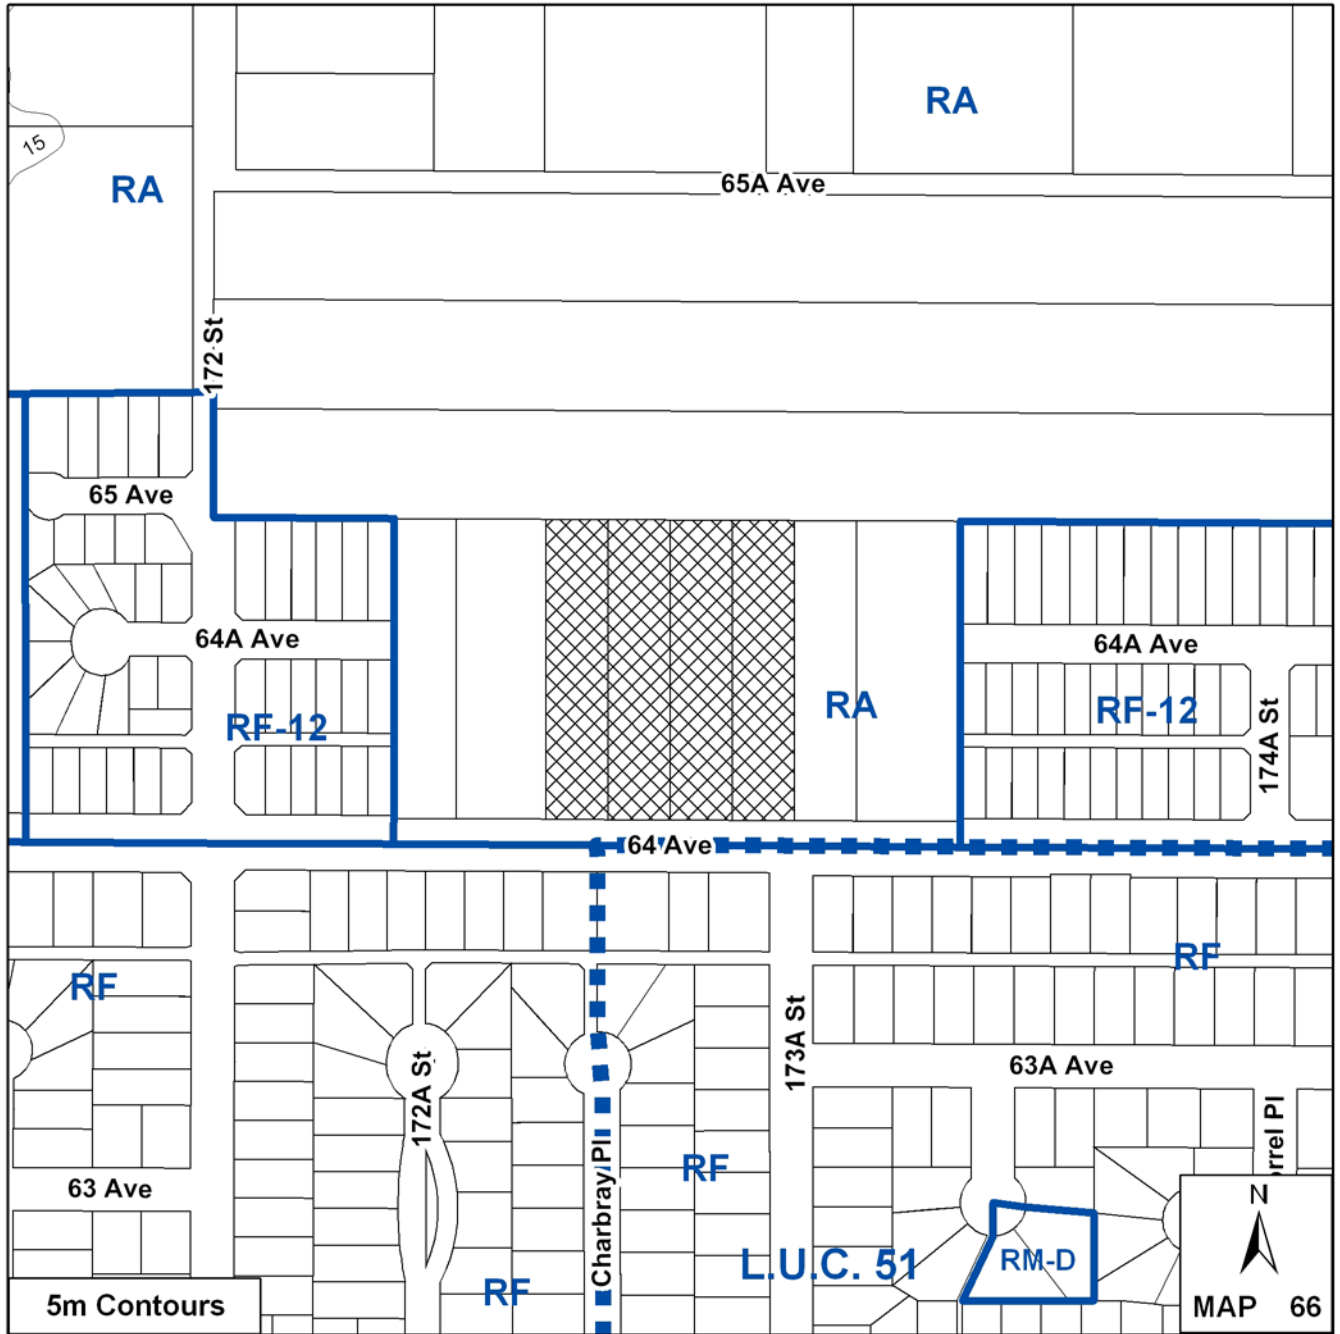 RA
15
RA
65A Ave
172 St
65 Ave
64A Ave
64A Ave
RA
RF-12
RF-12
174A St
64 Ave
RF
RF
173A St
172A St
63A Ave
orrel Pl
Charbray Pl
RF
63 Ave
N
L.U.C. 51
RM-D
RF
5m Contours
MAP 66